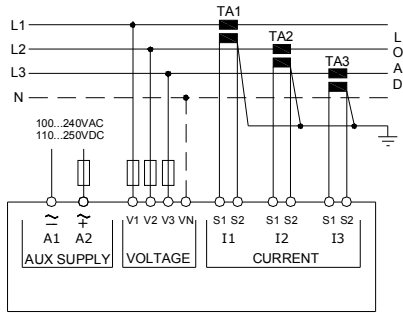 TA1
L1
L2
TA2
L3
TA3
N
L
O
A
D
100...240VAC
110...250VDC
V1 V2 V3 VN S1 S2 S1 S2 S1 S2
~ ~
− +
A1 A2 I1 I2 I3
AUX SUPPLY VOLTAGE CURRENT